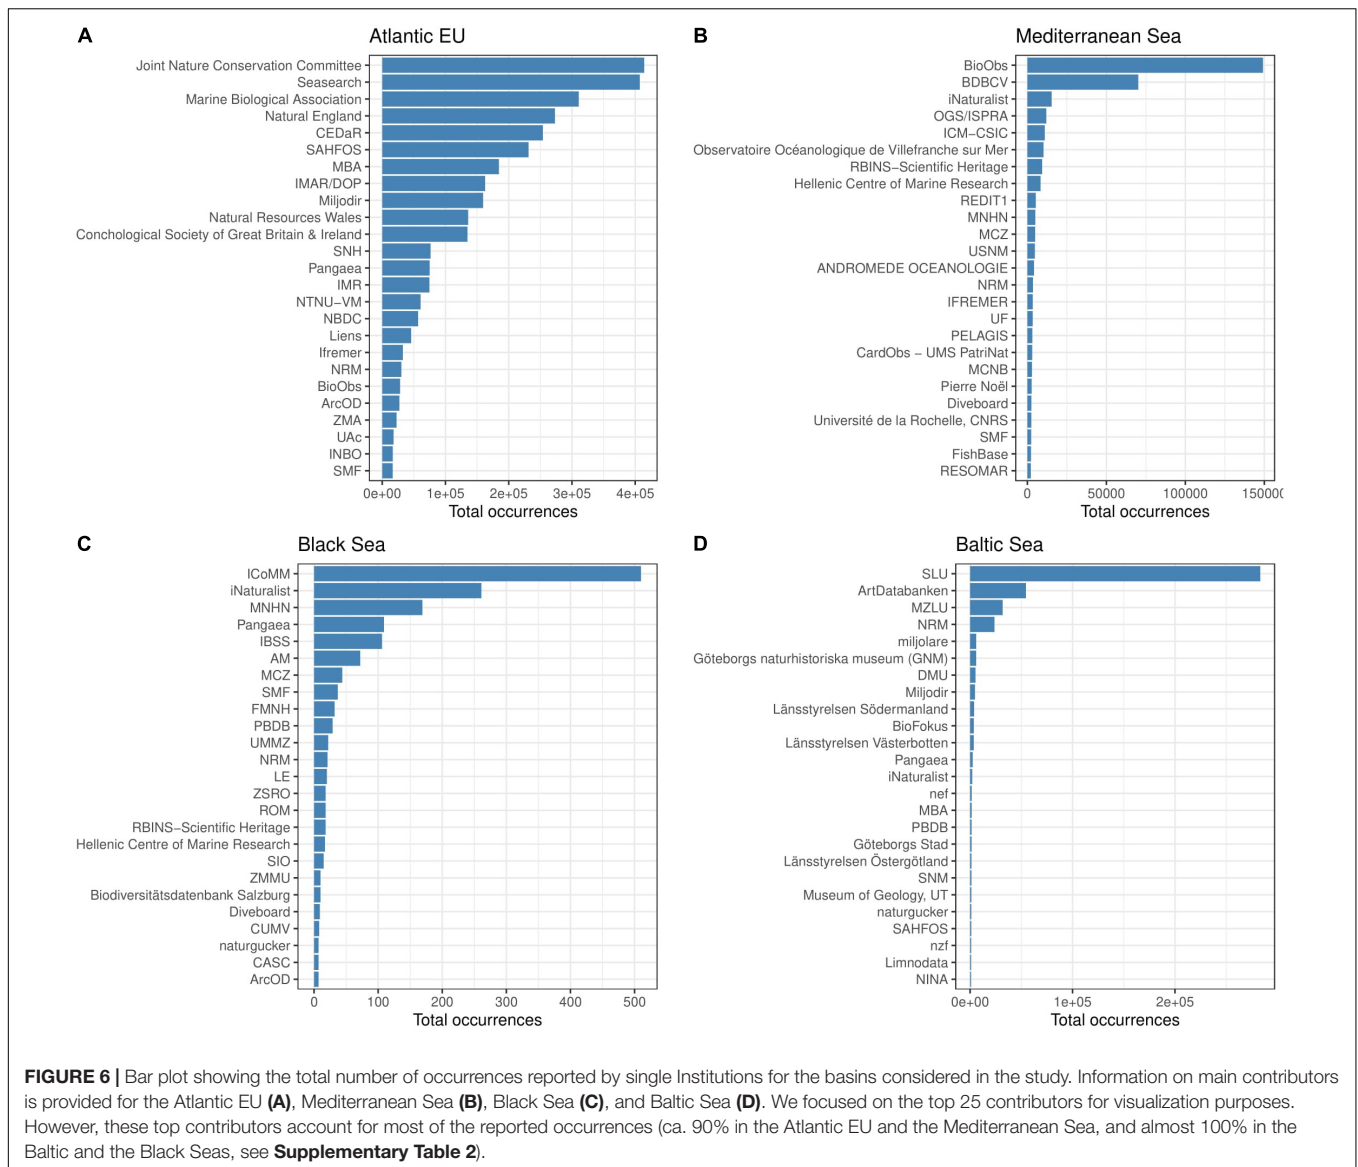 A
Atlantic EU
Joint Nature Conservation Committee
Seasearch
Marine Biological Association
Natural England
CEDaR
SAHFOS
MBA
IMAR/DOP
Miljodir
Natural Resources Wales
Conchological Society of Great Britain & Ireland
SNH
Pangaea
IMR
NTNU−VM
NBDC
Liens
Ifremer
NRM
BioObs
ArcOD
ZMA
UAc
INBO
SMF
0e+00 1e+05 2e+05 3e+05 4e+05
Total occurrences
B
Mediterranean Sea
BioObs
BDBCV
iNaturalist
OGS/ISPRA
ICM−CSIC
Observatoire Océanologique de Villefranche sur Mer
RBINS−Scientific Heritage
Hellenic Centre of Marine Research
REDIT1
MNHN
MCZ
USNM
ANDROMEDE OCEANOLOGIE
NRM
IFREMER
UF
PELAGIS
CardObs − UMS PatriNat
MCNB
Pierre Noël
Diveboard
Université de la Rochelle, CNRS
SMF
FishBase
RESOMAR
0 50000 100000 150000
Total occurrences
C
Black Sea
ICoMM
iNaturalist
MNHN
Pangaea
IBSS
AM
MCZ
SMF
FMNH
PBDB
UMMZ
NRM
LE
ZSRO
ROM
RBINS−Scientific Heritage
Hellenic Centre of Marine Research
SIO
ZMMU
Biodiversitätsdatenbank Salzburg
Diveboard
CUMV
naturgucker
CASC
ArcOD
0 100 200 300 400 500
Total occurrences
D
Baltic Sea
SLU
ArtDatabanken
MZLU
NRM
miljolare
Göteborgs naturhistoriska museum (GNM)
DMU
Miljodir
Länsstyrelsen Södermanland
BioFokus
Länsstyrelsen Västerbotten
Pangaea
iNaturalist
nef
MBA
PBDB
Göteborgs Stad
Länsstyrelsen Östergötland
SNM
Museum of Geology, UT
naturgucker
SAHFOS
nzf
Limnodata
NINA
0e+00 1e+05 2e+05
Total occurrences
FIGURE 6 | Bar plot showing the total number of occurrences reported by single Institutions for the basins considered in the study. Information on main contributors
is provided for the Atlantic EU (A), Mediterranean Sea (B), Black Sea (C), and Baltic Sea (D). We focused on the top 25 contributors for visualization purposes.
However, these top contributors account for most of the reported occurrences (ca. 90% in the Atlantic EU and the Mediterranean Sea, and almost 100% in the
Baltic and the Black Seas, see Supplementary Table 2).